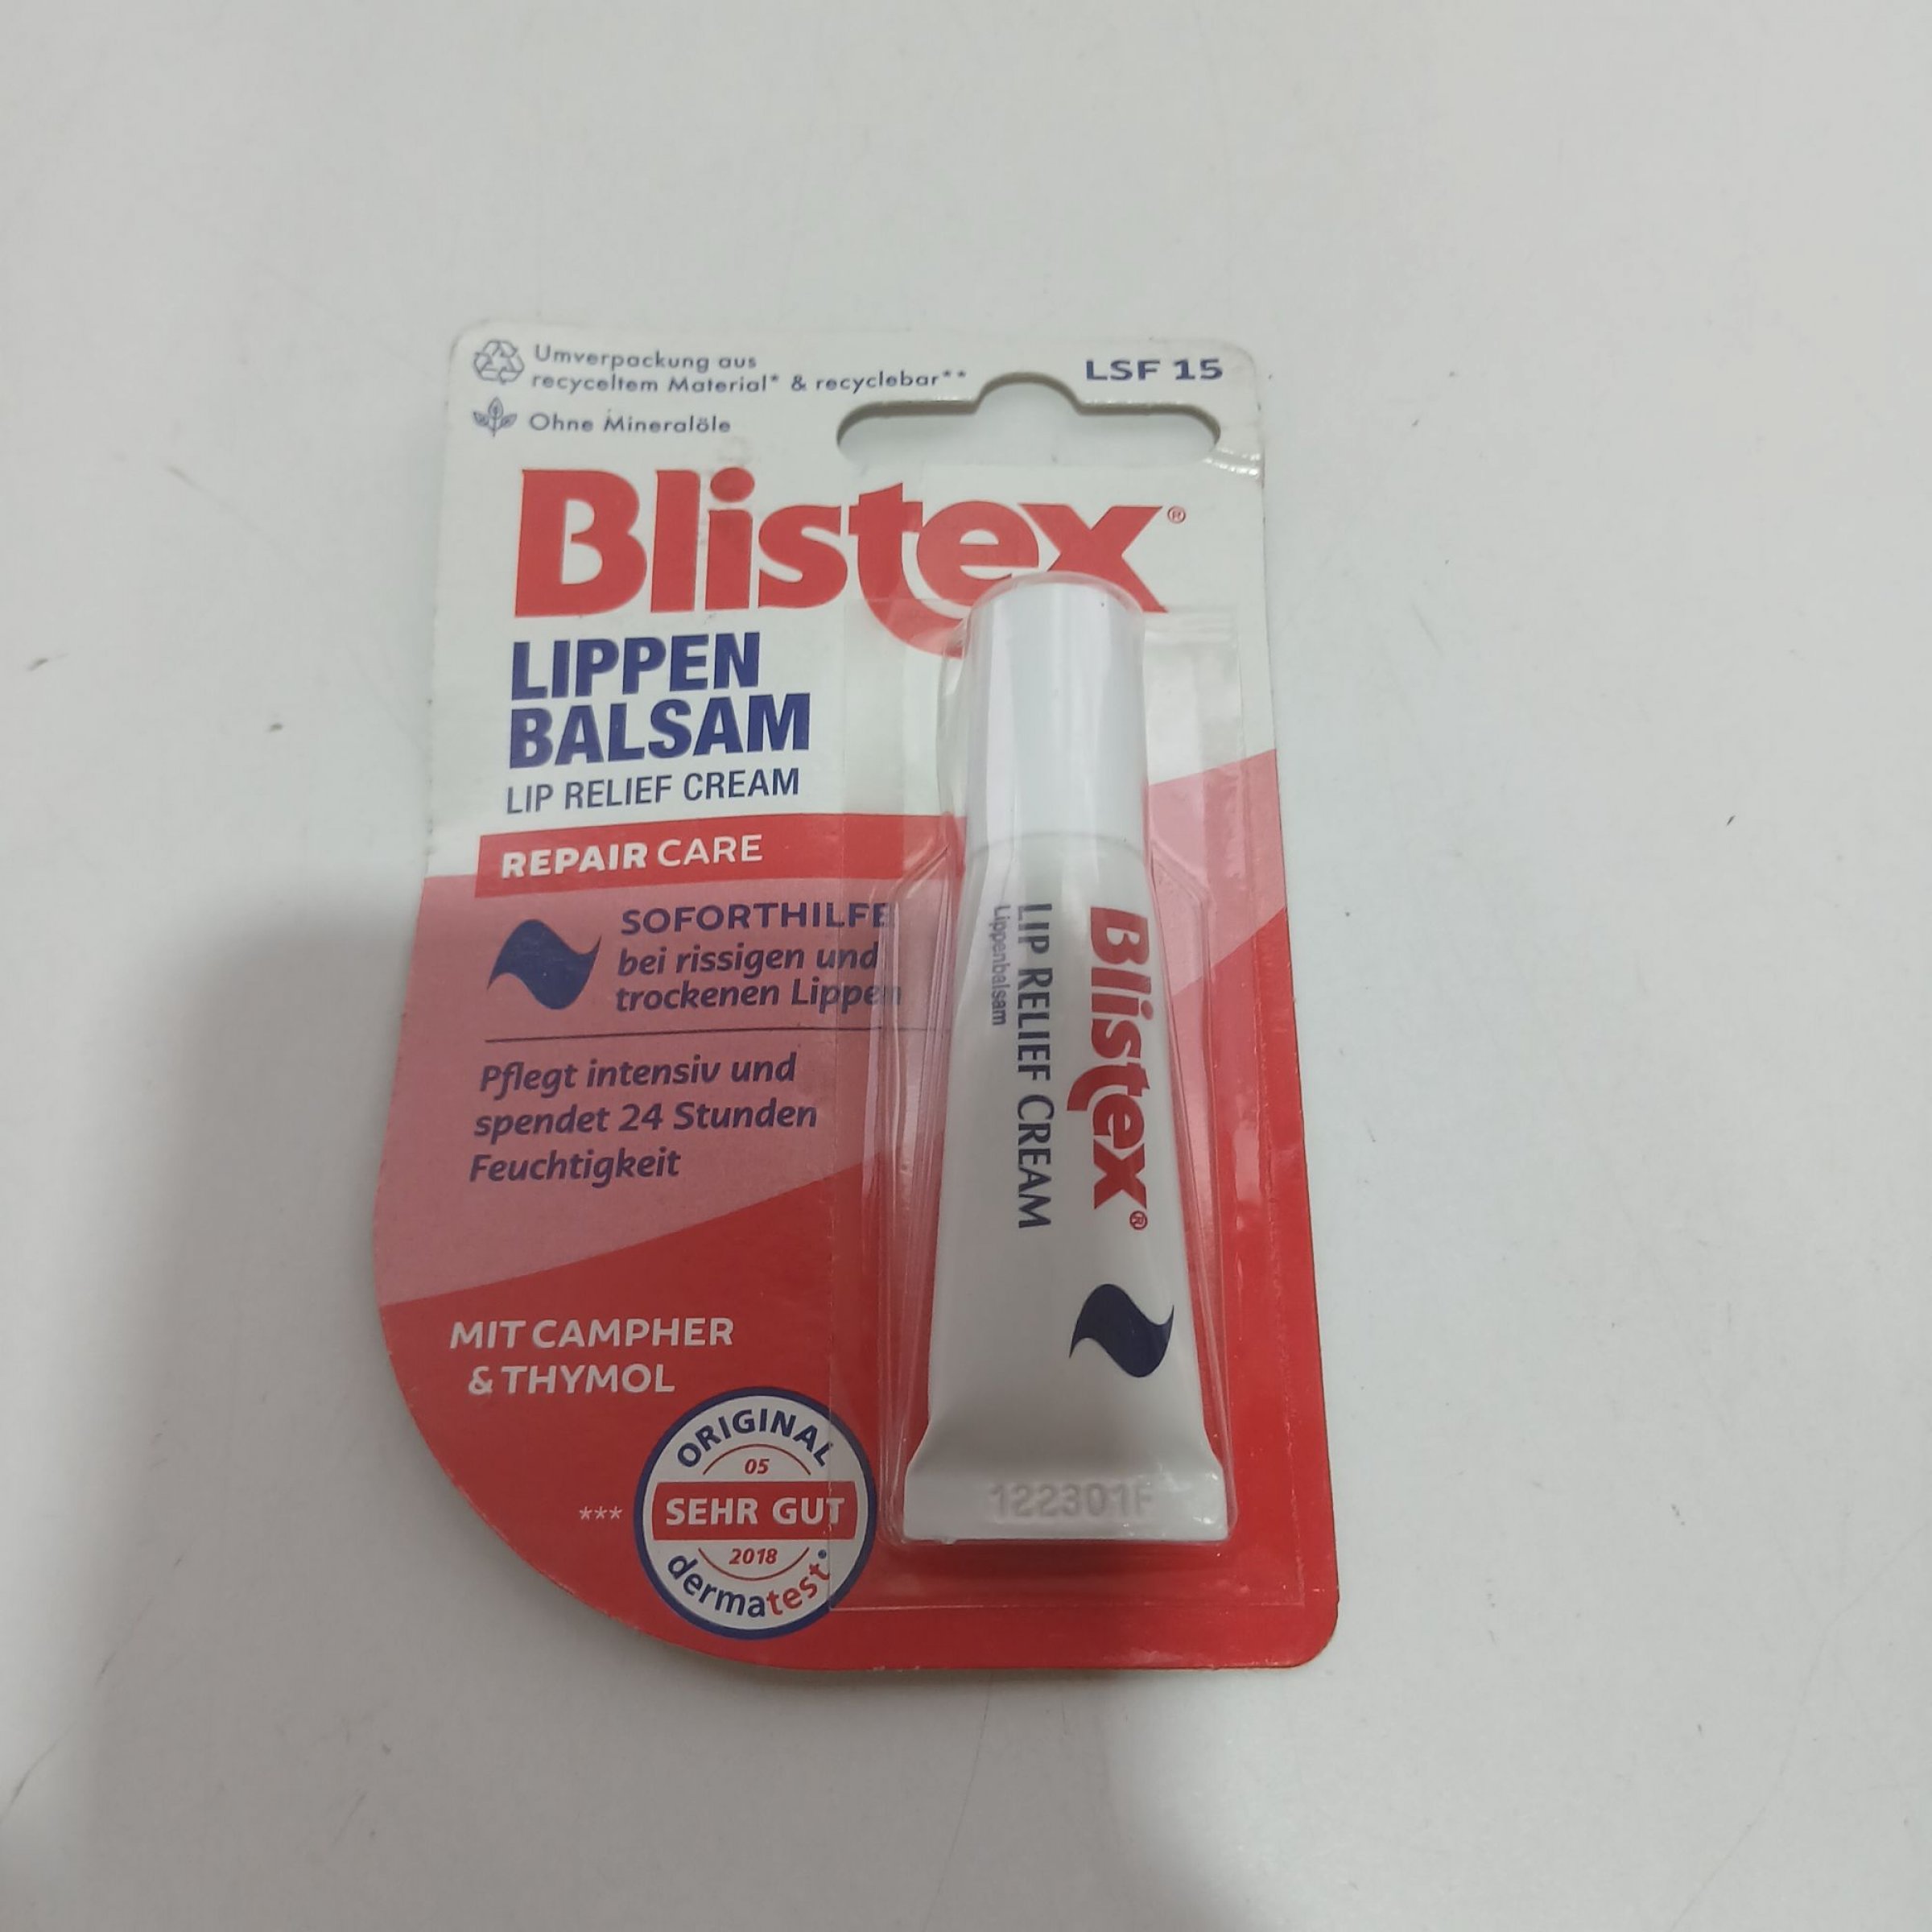 Umverpackung aus
recyceltem Material* & recyclebar**
LSF 15
Ohne Mineralöle
Blistex®
LIPPEN
BALSAM
LIP RELIEF CREAM
REPAIR CARE
SOFORTHILFE
bei rissigen und
trockenen Lippen
Pflegt intensiv und
spendet 24 Stunden
Feuchtigkeit
MIT CAMPHER
& THYMOL
***
ORIGINAL
05
SEHR GUT
2018
dermatest®
Blistex®
LIP RELIEF CREAM
Lippenbalsam
122301F